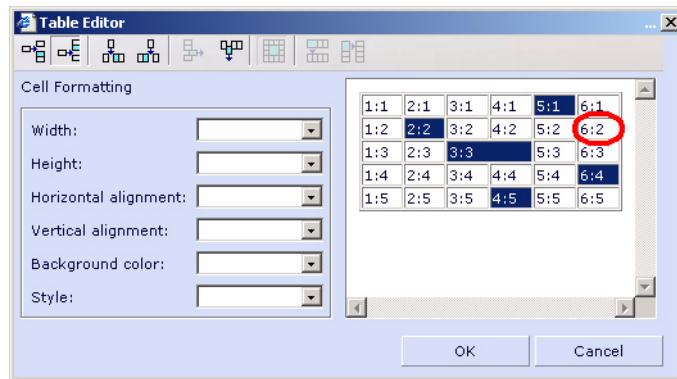 Table Editor ...
Cell Formatting
Width:
Height:
Horizontal alignment:
Vertical alignment:
Background color:
Style:
1:1 2:1 3:1 4:1 5:1 6:1
1:2 2:2 3:2 4:2 5:2 6:2
1:3 2:3 3:3 5:3 6:3
1:4 2:4 3:4 4:4 5:4 6:4
1:5 2:5 3:5 4:5 5:5 6:5
OK Cancel